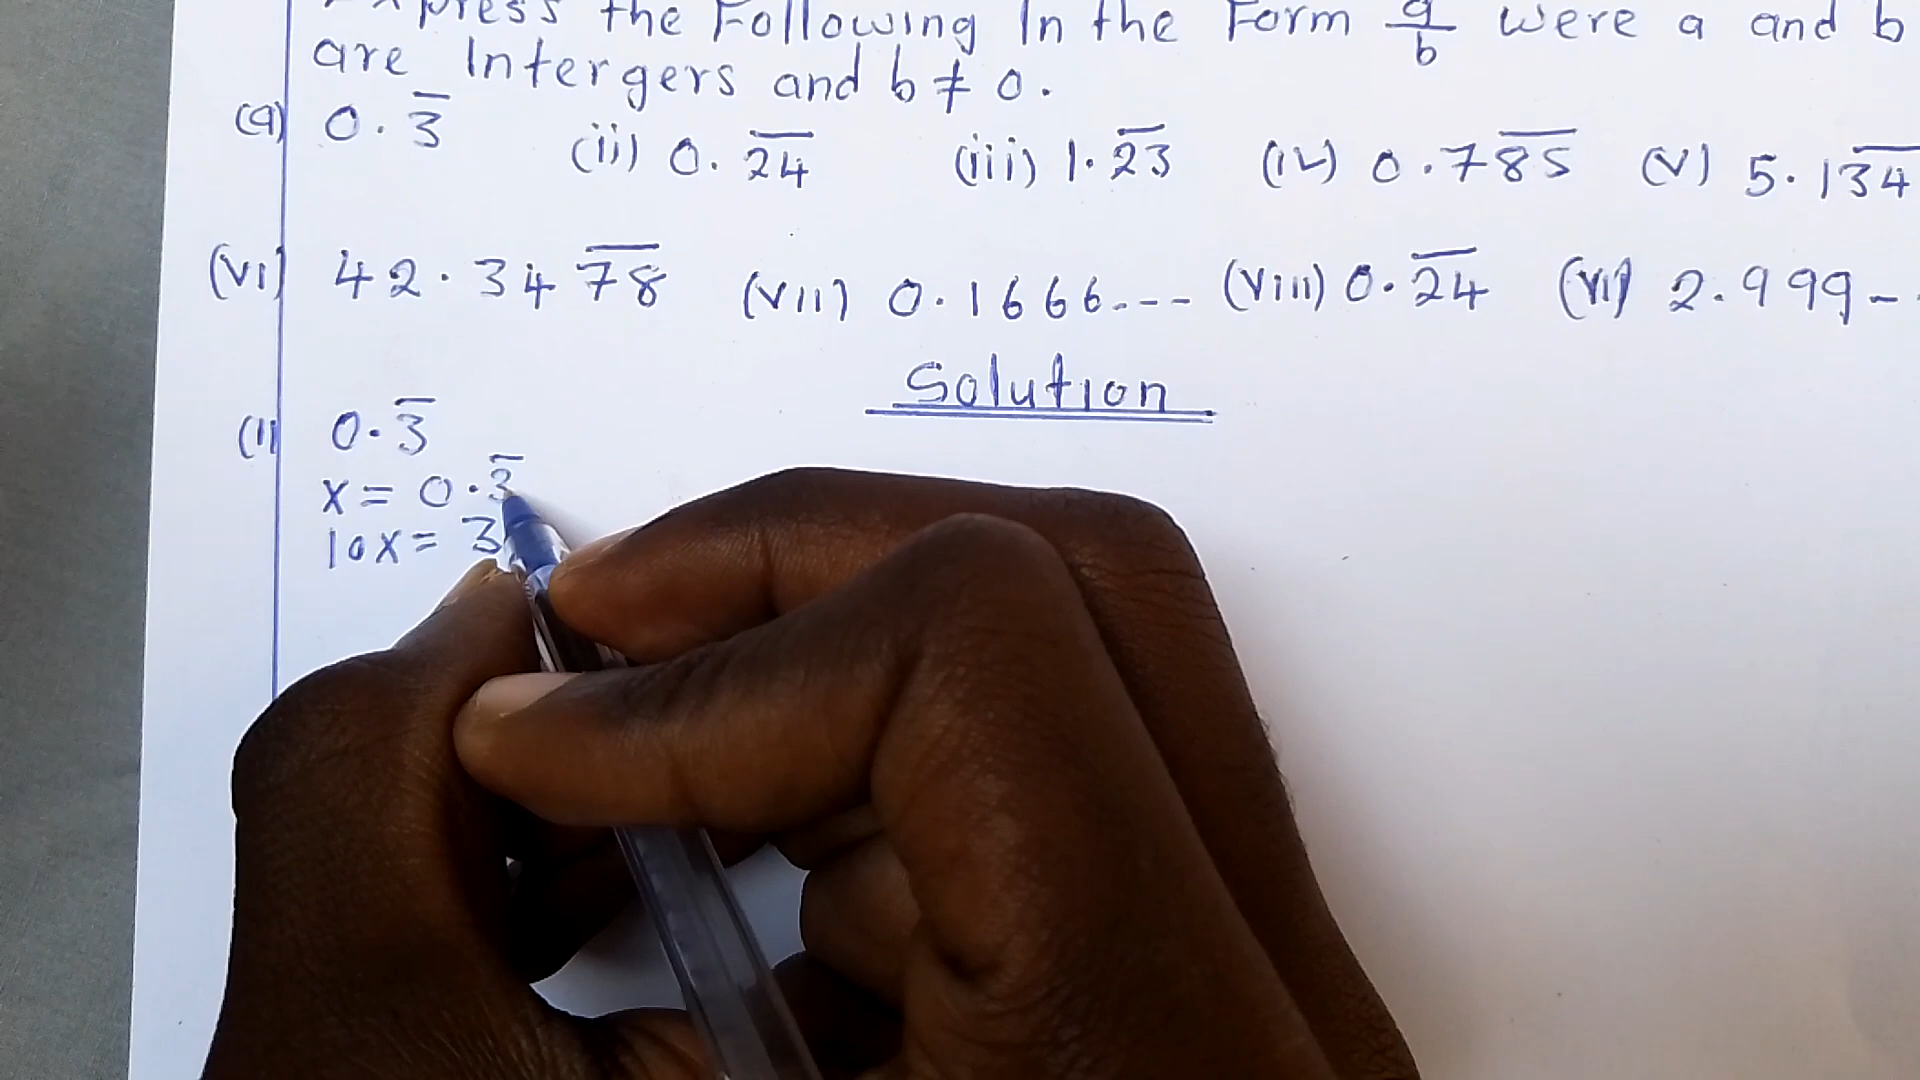 Express the Following In the Form a/b were a and b
are Intergers and b ≠ 0.
(a) 0.3̅ (ii) 0.2̅4̅ (iii) 1.2̅3̅ (iv) 0.78̅5̅ (v) 5.13̅4̅
(vi) 42.347̅8̅ (vii) 0.1666--- (viii) 0.2̅4̅ (vi) 2.999-
Solution
(i) 0.3̅
x = 0.3̅
10x = 3